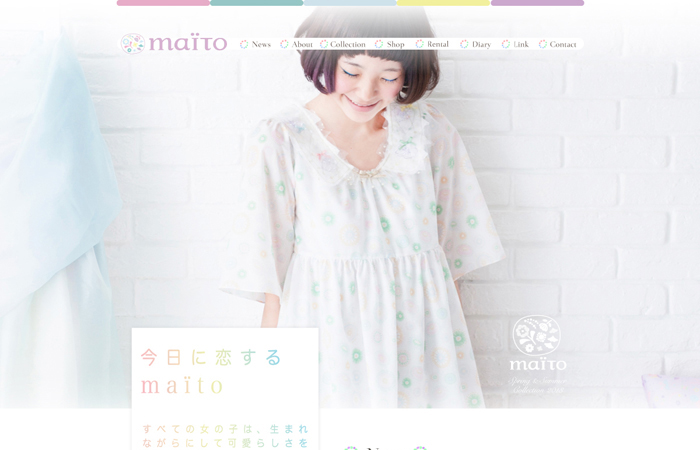 maïto
News
About
Collection
Shop
Rental
Diary
Link
Contact
maïto
今日に恋する
maïto
すべての女の子は、生まれ
ながらにして可愛らしさを